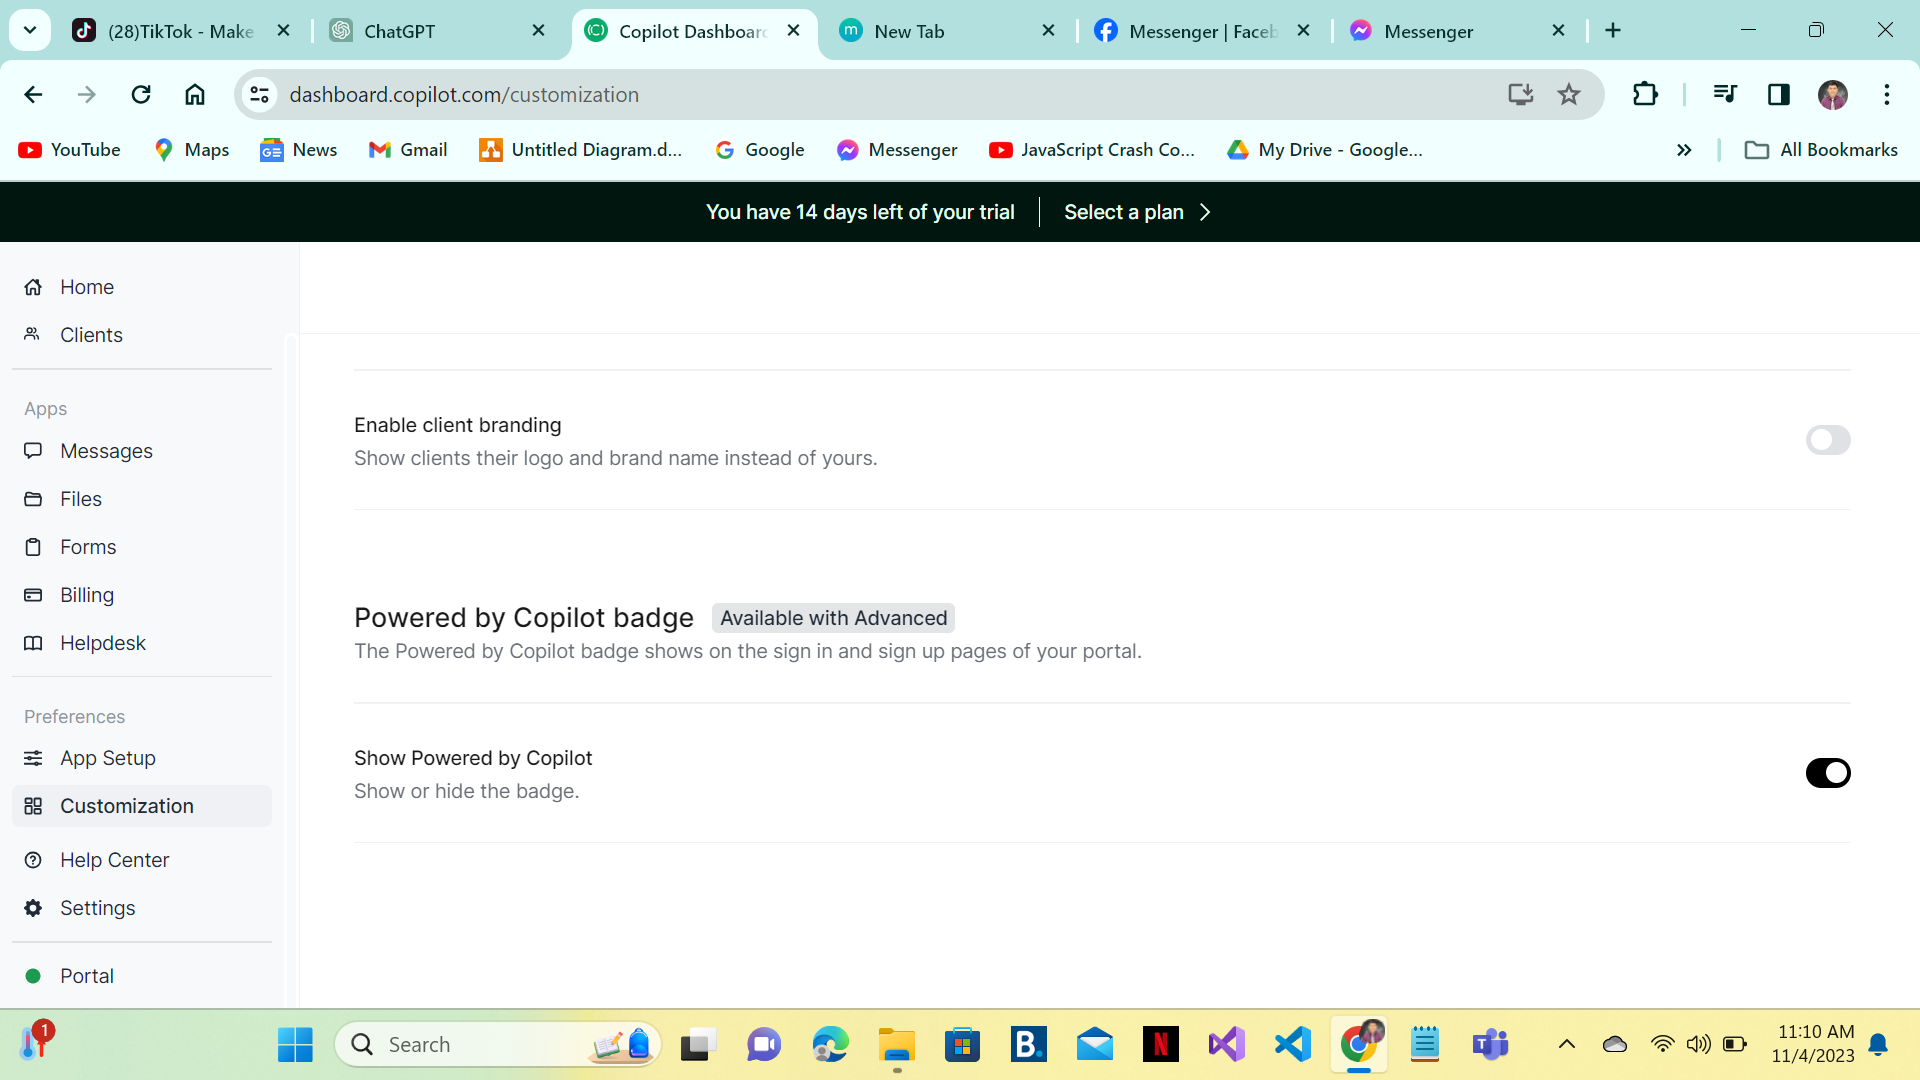 (28)TikTok - Make
ChatGPT
Copilot Dashboard
New Tab
Messenger | Faceb
Messenger
dashboard.copilot.com/customization
YouTube
Maps
News
Gmail
Untitled Diagram.d...
Google
Messenger
JavaScript Crash Co...
My Drive - Google...
All Bookmarks
You have 14 days left of your trial
Select a plan
Home
Clients
Apps
Messages
Files
Forms
Billing
Helpdesk
Preferences
App Setup
Customization
Help Center
Settings
Portal
Enable client branding
Show clients their logo and brand name instead of yours.
Powered by Copilot badge
Available with Advanced
The Powered by Copilot badge shows on the sign in and sign up pages of your portal.
Show Powered by Copilot
Show or hide the badge.
1
Search
11:10 AM
11/4/2023